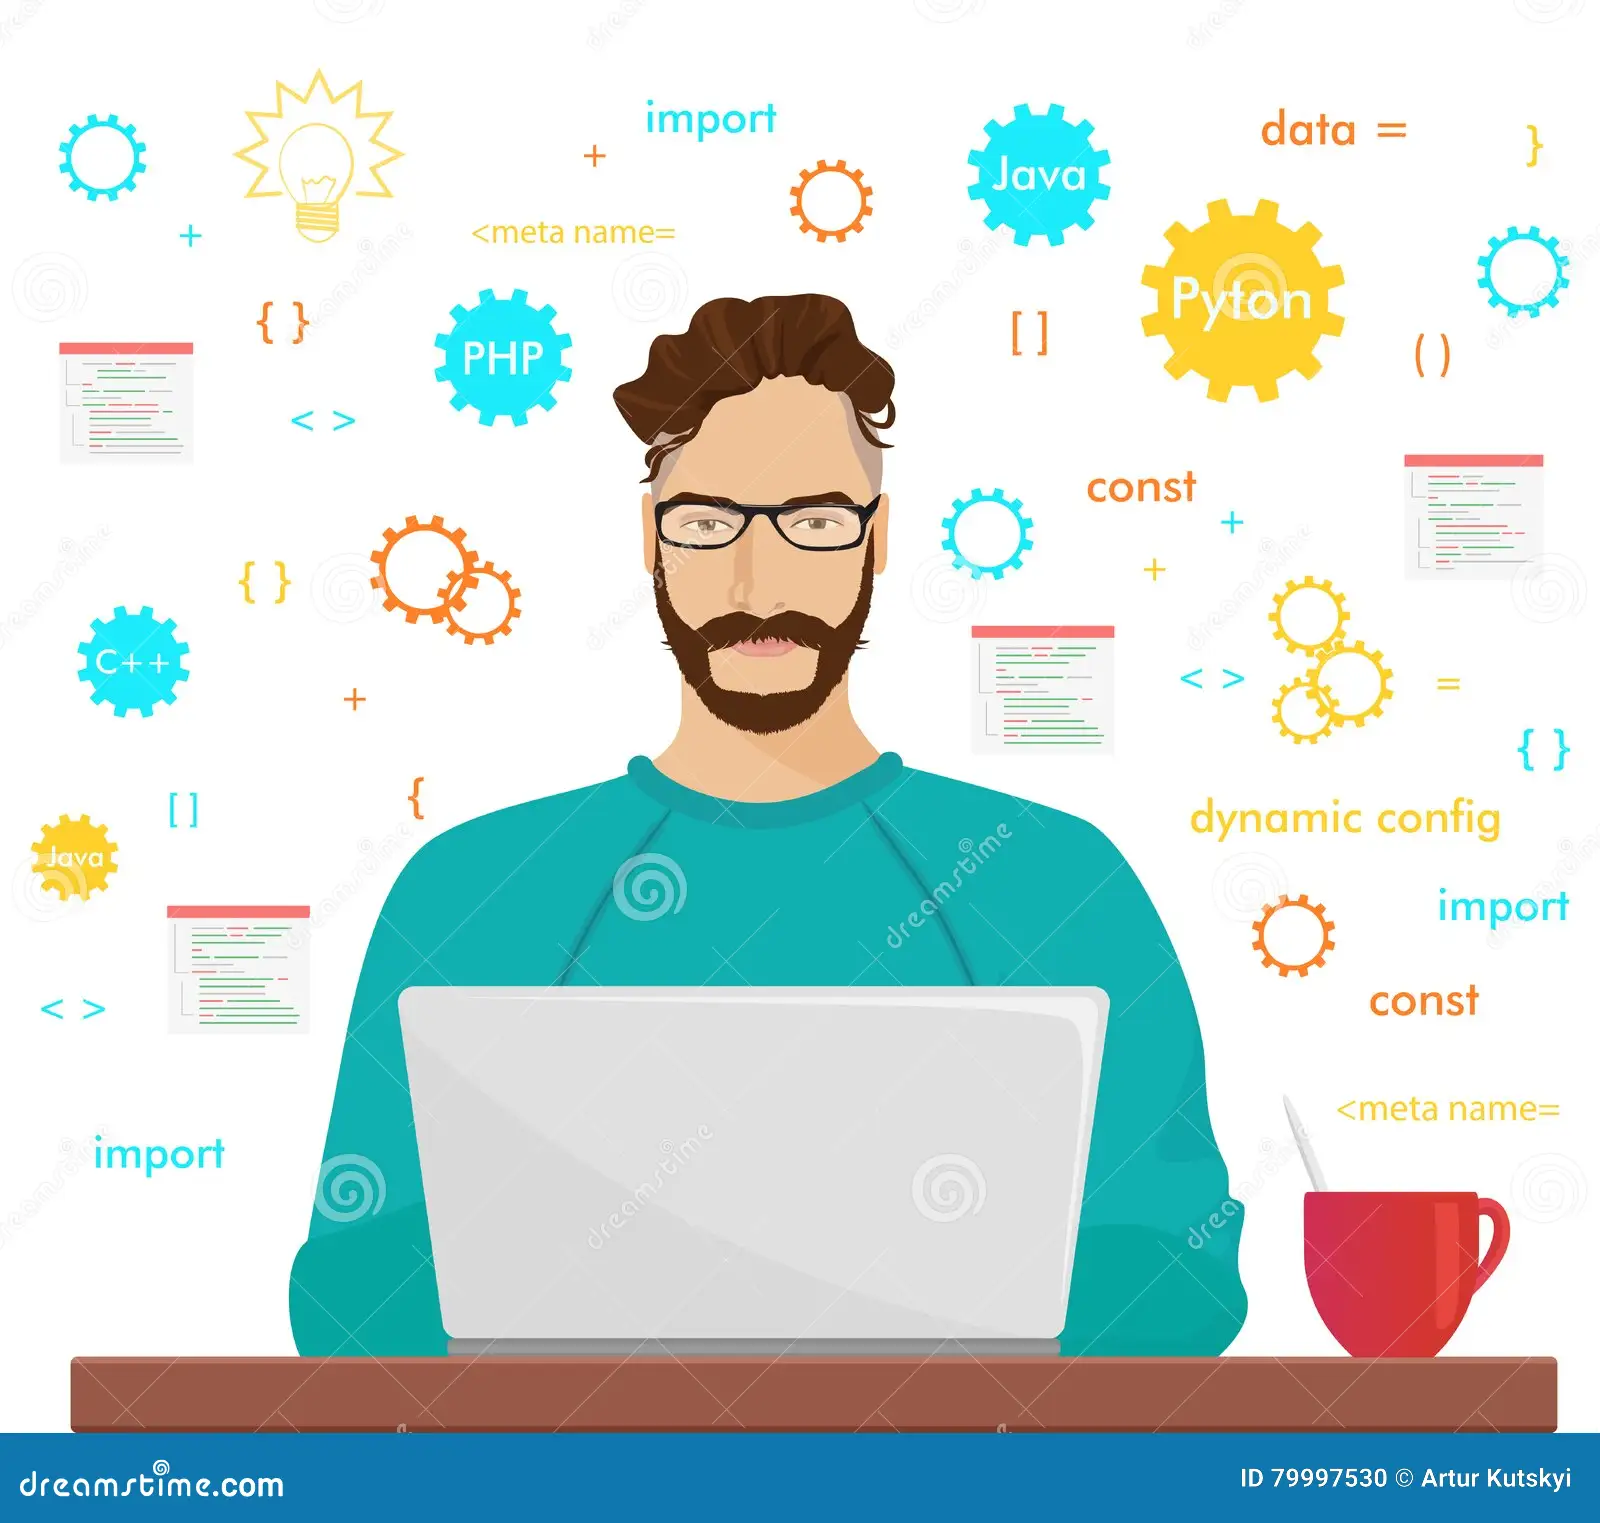 import
data =
}
+
Java
+
<meta name=
Pyton
{ }
PHP
[ ]
( )
< >
const
+
+
{ }
C++
+
< >
=
{ }
{
[ ]
dynamic config
Java
import
< >
const
<meta name=
import
dreamstime.com
ID 79997530 © Artur Kutskyi
dreamstime